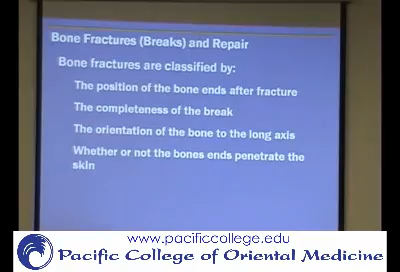 Bone Fractures (Breaks) and Repair
Bone fractures are classified by:
The position of the bone ends after fracture
The completeness of the break
The orientation of the bone to the long axis
Whether or not the bones ends penetrate the
skin
www.pacificcollege.edu
Pacific College of Oriental Medicine